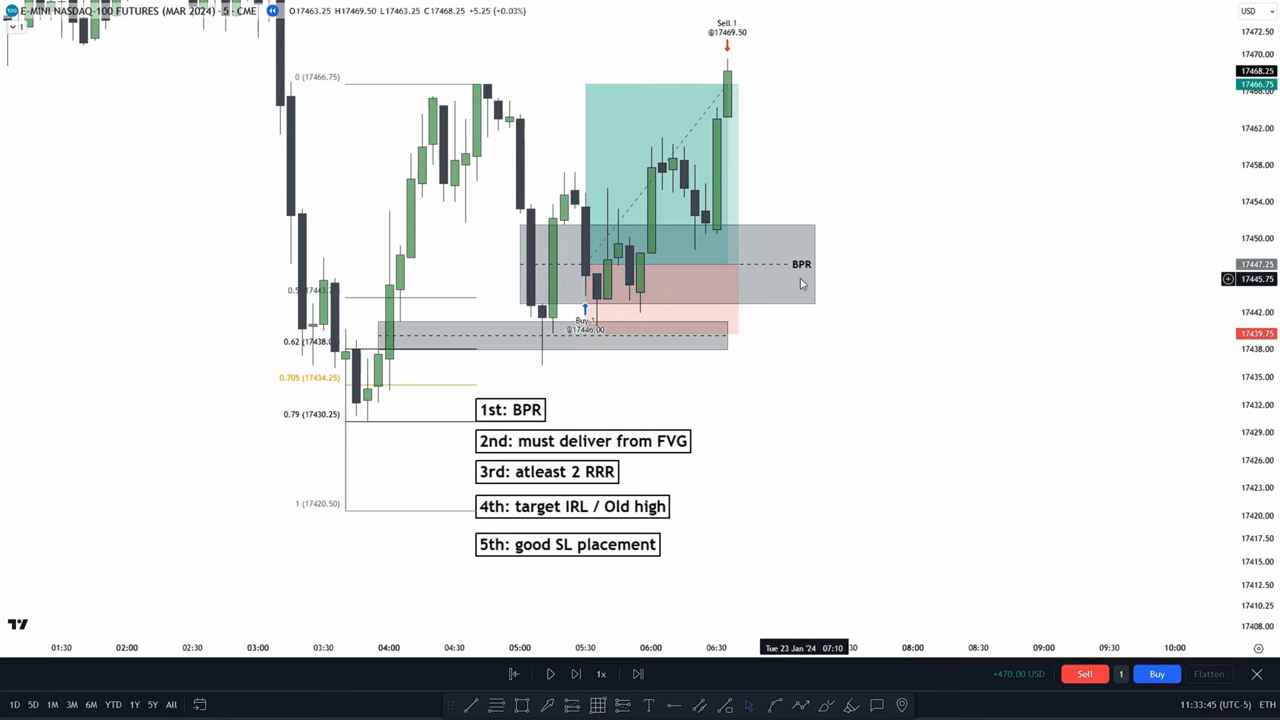 E-MINI NASDAQ-100 FUTURES (MAR 2024) · 5 · CME O17463.25 H17469.50 L17463.25 C17468.25 +5.25 (+0.03%)
1
USD
Sell 1
@17469.50
0 (17466.75)
0.62 (17438.0
0.705 (17434.25)
0.79 (17430.25)
1 (17420.50)
BPR
Buy 1
@17446.00
1st: BPR
2nd: must deliver from FVG
3rd: atleast 2 RRR
4th: target IRL / Old high
5th: good SL placement
17472.50
17470.00
17468.25
17466.75
17466.00
17462.00
17458.00
17454.00
17450.00
17447.25
17445.75
17442.00
17439.75
17438.00
17435.00
17432.00
17429.00
17426.00
17423.00
17420.00
17417.50
17415.00
17412.50
17410.25
17408.00
01:30 02:00 03:00 03:30 04:00 04:30 05:00 05:30 06:00 06:30 Tue 23 Jan '24 07:10 30 08:00 08:30 09:00 09:30 10:00
1x +470.00 USD Sell 1 Buy Flatten
1D 5D 1M 3M 6M YTD 1Y 5Y All 11:33:45 (UTC-5) ETH